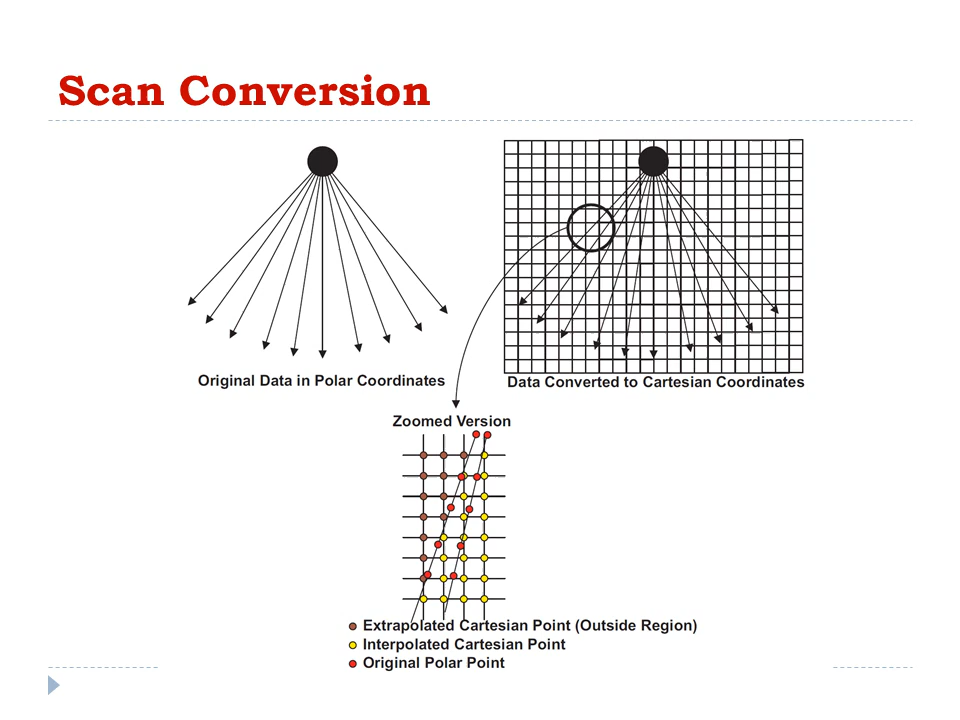 Scan Conversion
Original Data in Polar Coordinates
Data Converted to Cartesian Coordinates
Zoomed Version
Extrapolated Cartesian Point (Outside Region)
Interpolated Cartesian Point
Original Polar Point